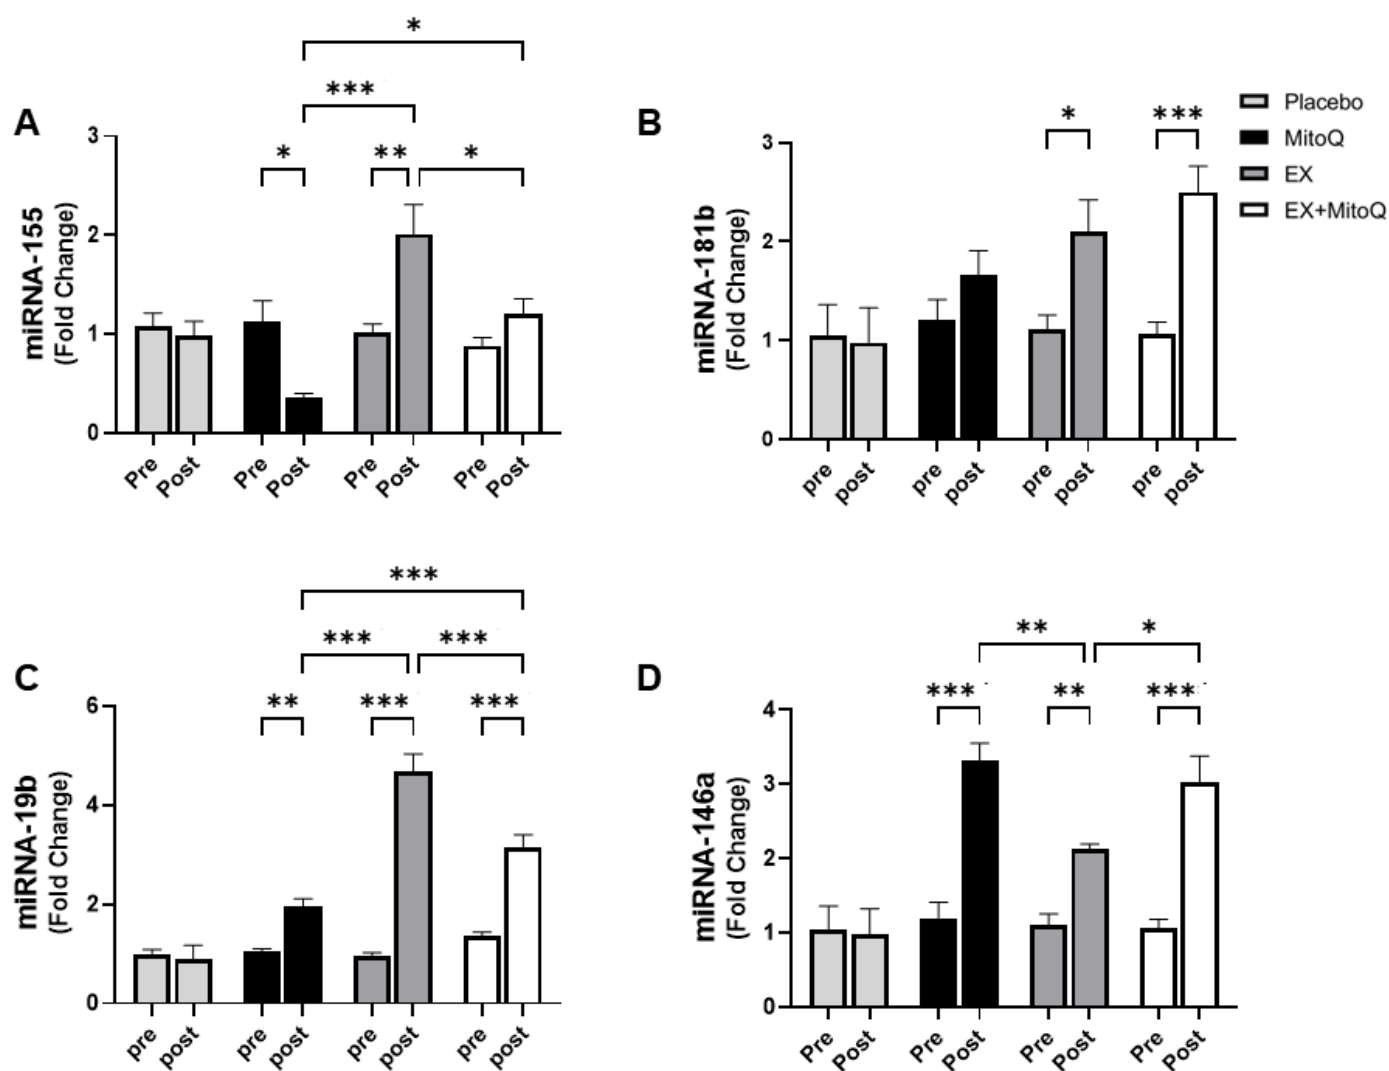 *
***
A
*
**
*
miRNA-155
(Fold Change)
3
2
1
0
Pre
Post
Pre
Post
Pre
Post
Pre
Post
B
*
***
miRNA-181b
(Fold Change)
3
2
1
0
pre
post
pre
post
pre
post
pre
post
Placebo
MitoQ
EX
EX+MitoQ
***
***
***
C
**
***
***
miRNA-19b
(Fold Change)
6
4
2
0
pre
post
pre
post
pre
post
pre
post
**
*
D
***
**
***
miRNA-146a
(Fold Change)
4
3
2
1
0
Pre
Post
Pre
Post
Pre
Post
Pre
Post